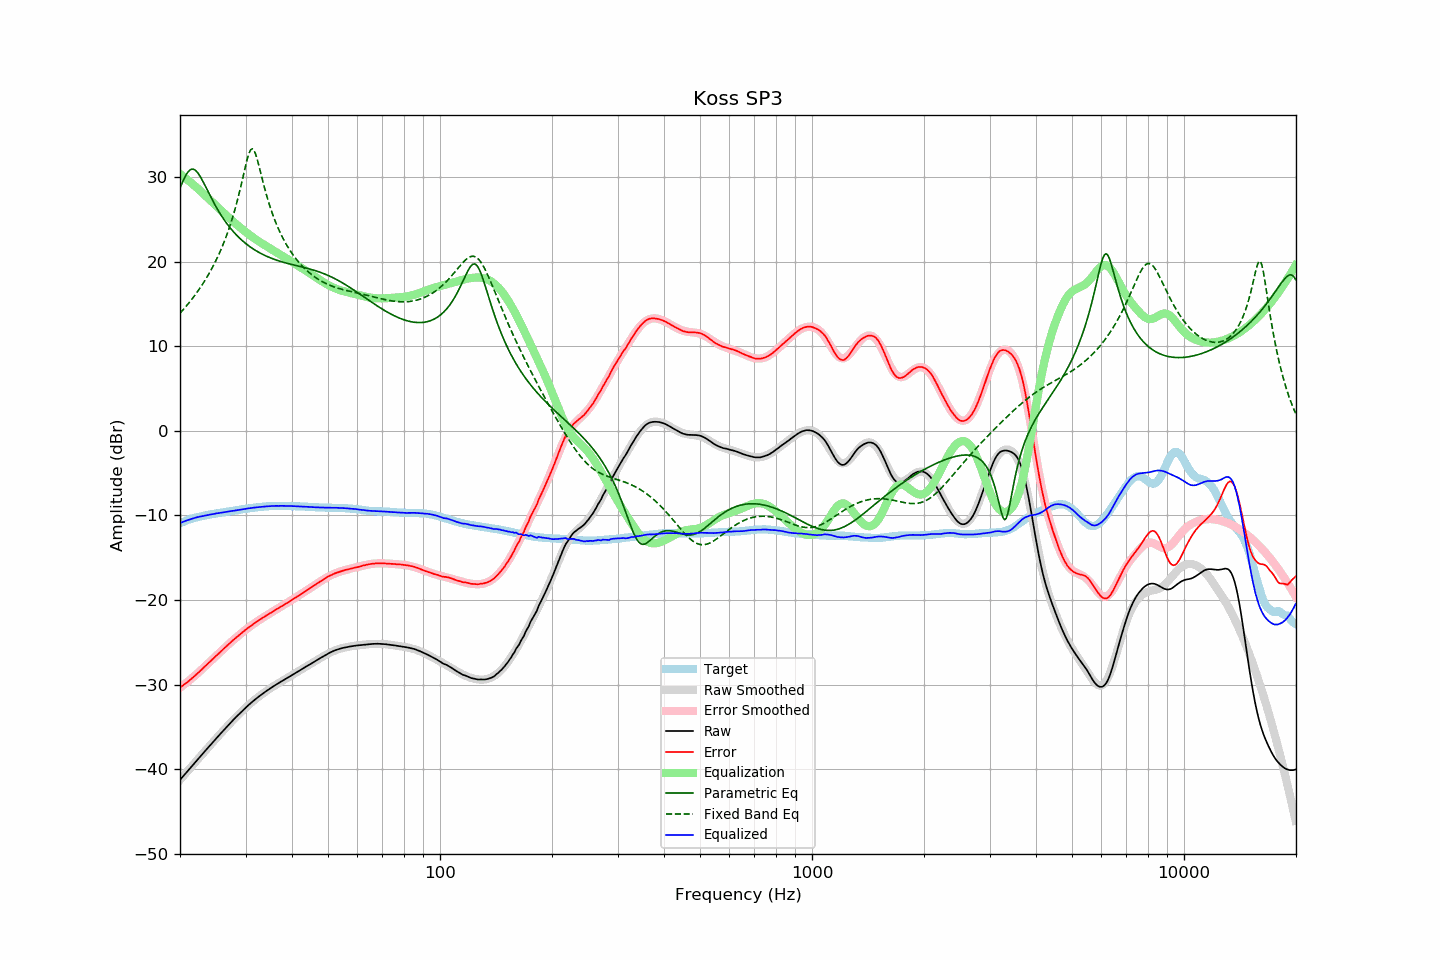 Koss SP3
Amplitude (dBr)
30
20
10
0
−10
−20
−30
−40
−50
100
1000
10000
Frequency (Hz)
Target
Raw Smoothed
Error Smoothed
Raw
Error
Equalization
Parametric Eq
Fixed Band Eq
Equalized